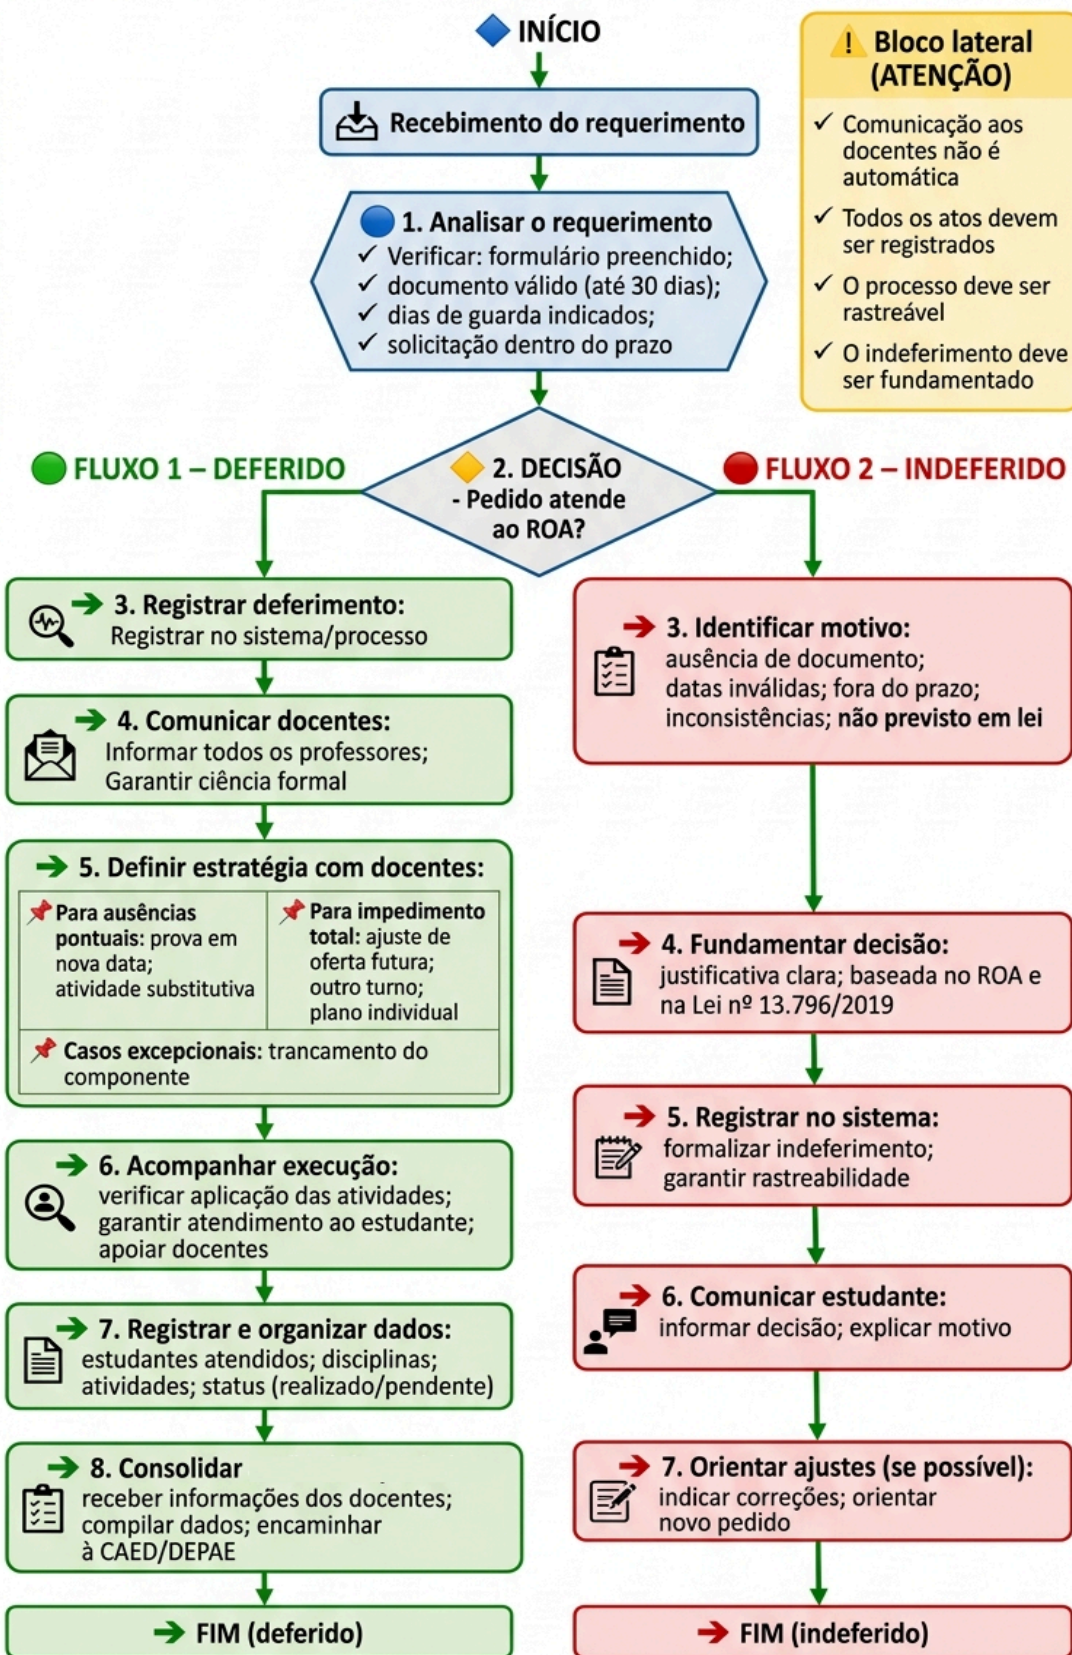 INÍCIO
Recebimento do requerimento
1. Analisar o requerimento
✓ Verificar: formulário preenchido;
✓ documento válido (até 30 dias);
✓ dias de guarda indicados;
✓ solicitação dentro do prazo
Bloco lateral
(ATENÇÃO)
✓ Comunicação aos
docentes não é
automática
✓ Todos os atos devem
ser registrados
✓ O processo deve ser
rastreável
✓ O indeferimento deve
ser fundamentado
2. DECISÃO
- Pedido atende
ao ROA?
FLUXO 1 – DEFERIDO
3. Registrar deferimento:
Registrar no sistema/processo
4. Comunicar docentes:
Informar todos os professores;
Garantir ciência formal
5. Definir estratégia com docentes:
Para ausências
pontuais: prova em
nova data;
atividade substitutiva
Para impedimento
total: ajuste de
oferta futura;
outro turno;
plano individual
Casos excepcionais: trancamento do
componente
6. Acompanhar execução:
verificar aplicação das atividades;
garantir atendimento ao estudante;
apoiar docentes
7. Registrar e organizar dados:
estudantes atendidos; disciplinas;
atividades; status (realizado/pendente)
8. Consolidar
receber informações dos docentes;
compilar dados; encaminhar
à CAED/DEPAE
FIM (deferido)
FLUXO 2 – INDEFERIDO
3. Identificar motivo:
ausência de documento;
datas inválidas; fora do prazo;
inconsistências; não previsto em lei
4. Fundamentar decisão:
justificativa clara; baseada no ROA e
na Lei nº 13.796/2019
5. Registrar no sistema:
formalizar indeferimento;
garantir rastreabilidade
6. Comunicar estudante:
informar decisão; explicar motivo
7. Orientar ajustes (se possível):
indicar correções; orientar
novo pedido
FIM (indeferido)